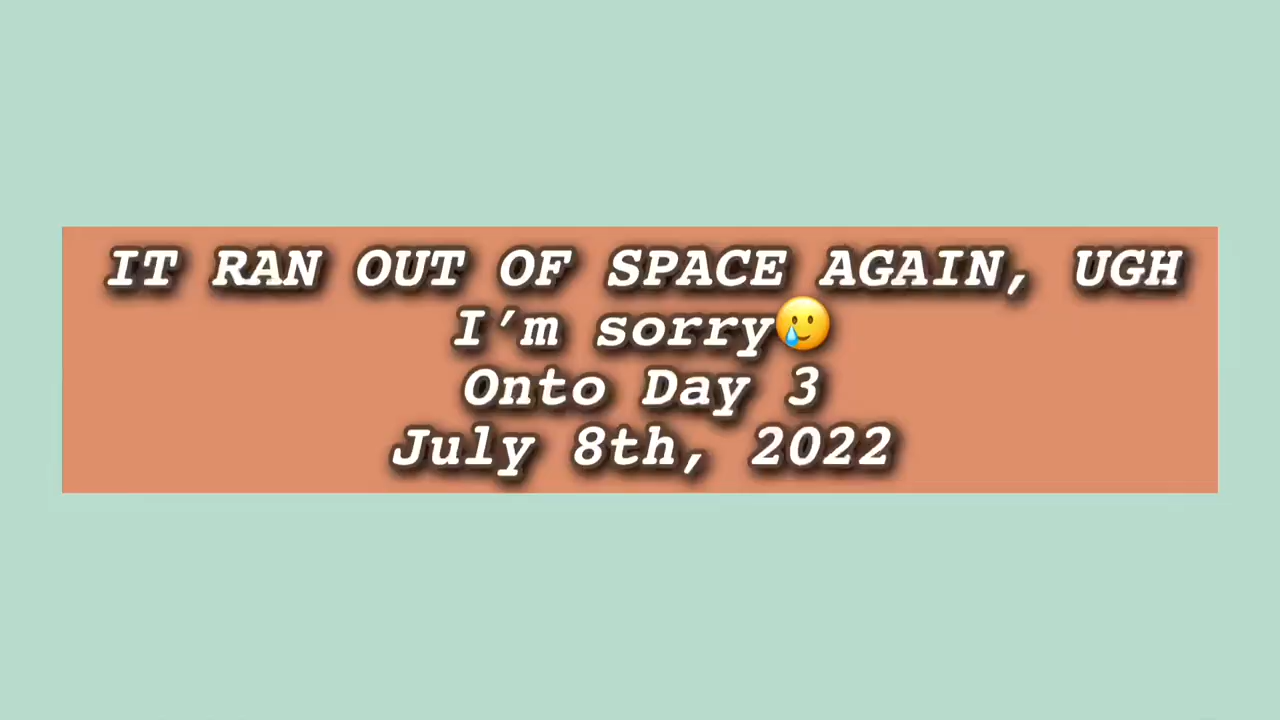 IT RAN OUT OF SPACE AGAIN, UGH
I’m sorry🥲
Onto Day 3
July 8th, 2022